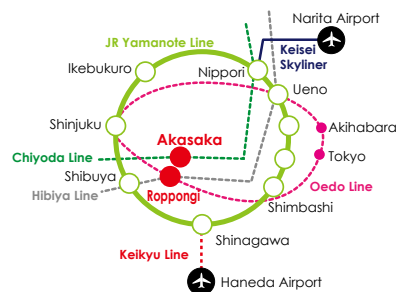 Narita Airport
JR Yamanote Line
Keisei
Skyliner
Ikebukuro
Nippori
Ueno
Shinjuku
Akihabara
Akasaka
Chiyoda Line
Tokyo
Shibuya
Roppongi
Oedo Line
Hibiya Line
Shimbashi
Shinagawa
Keikyu Line
Haneda Airport